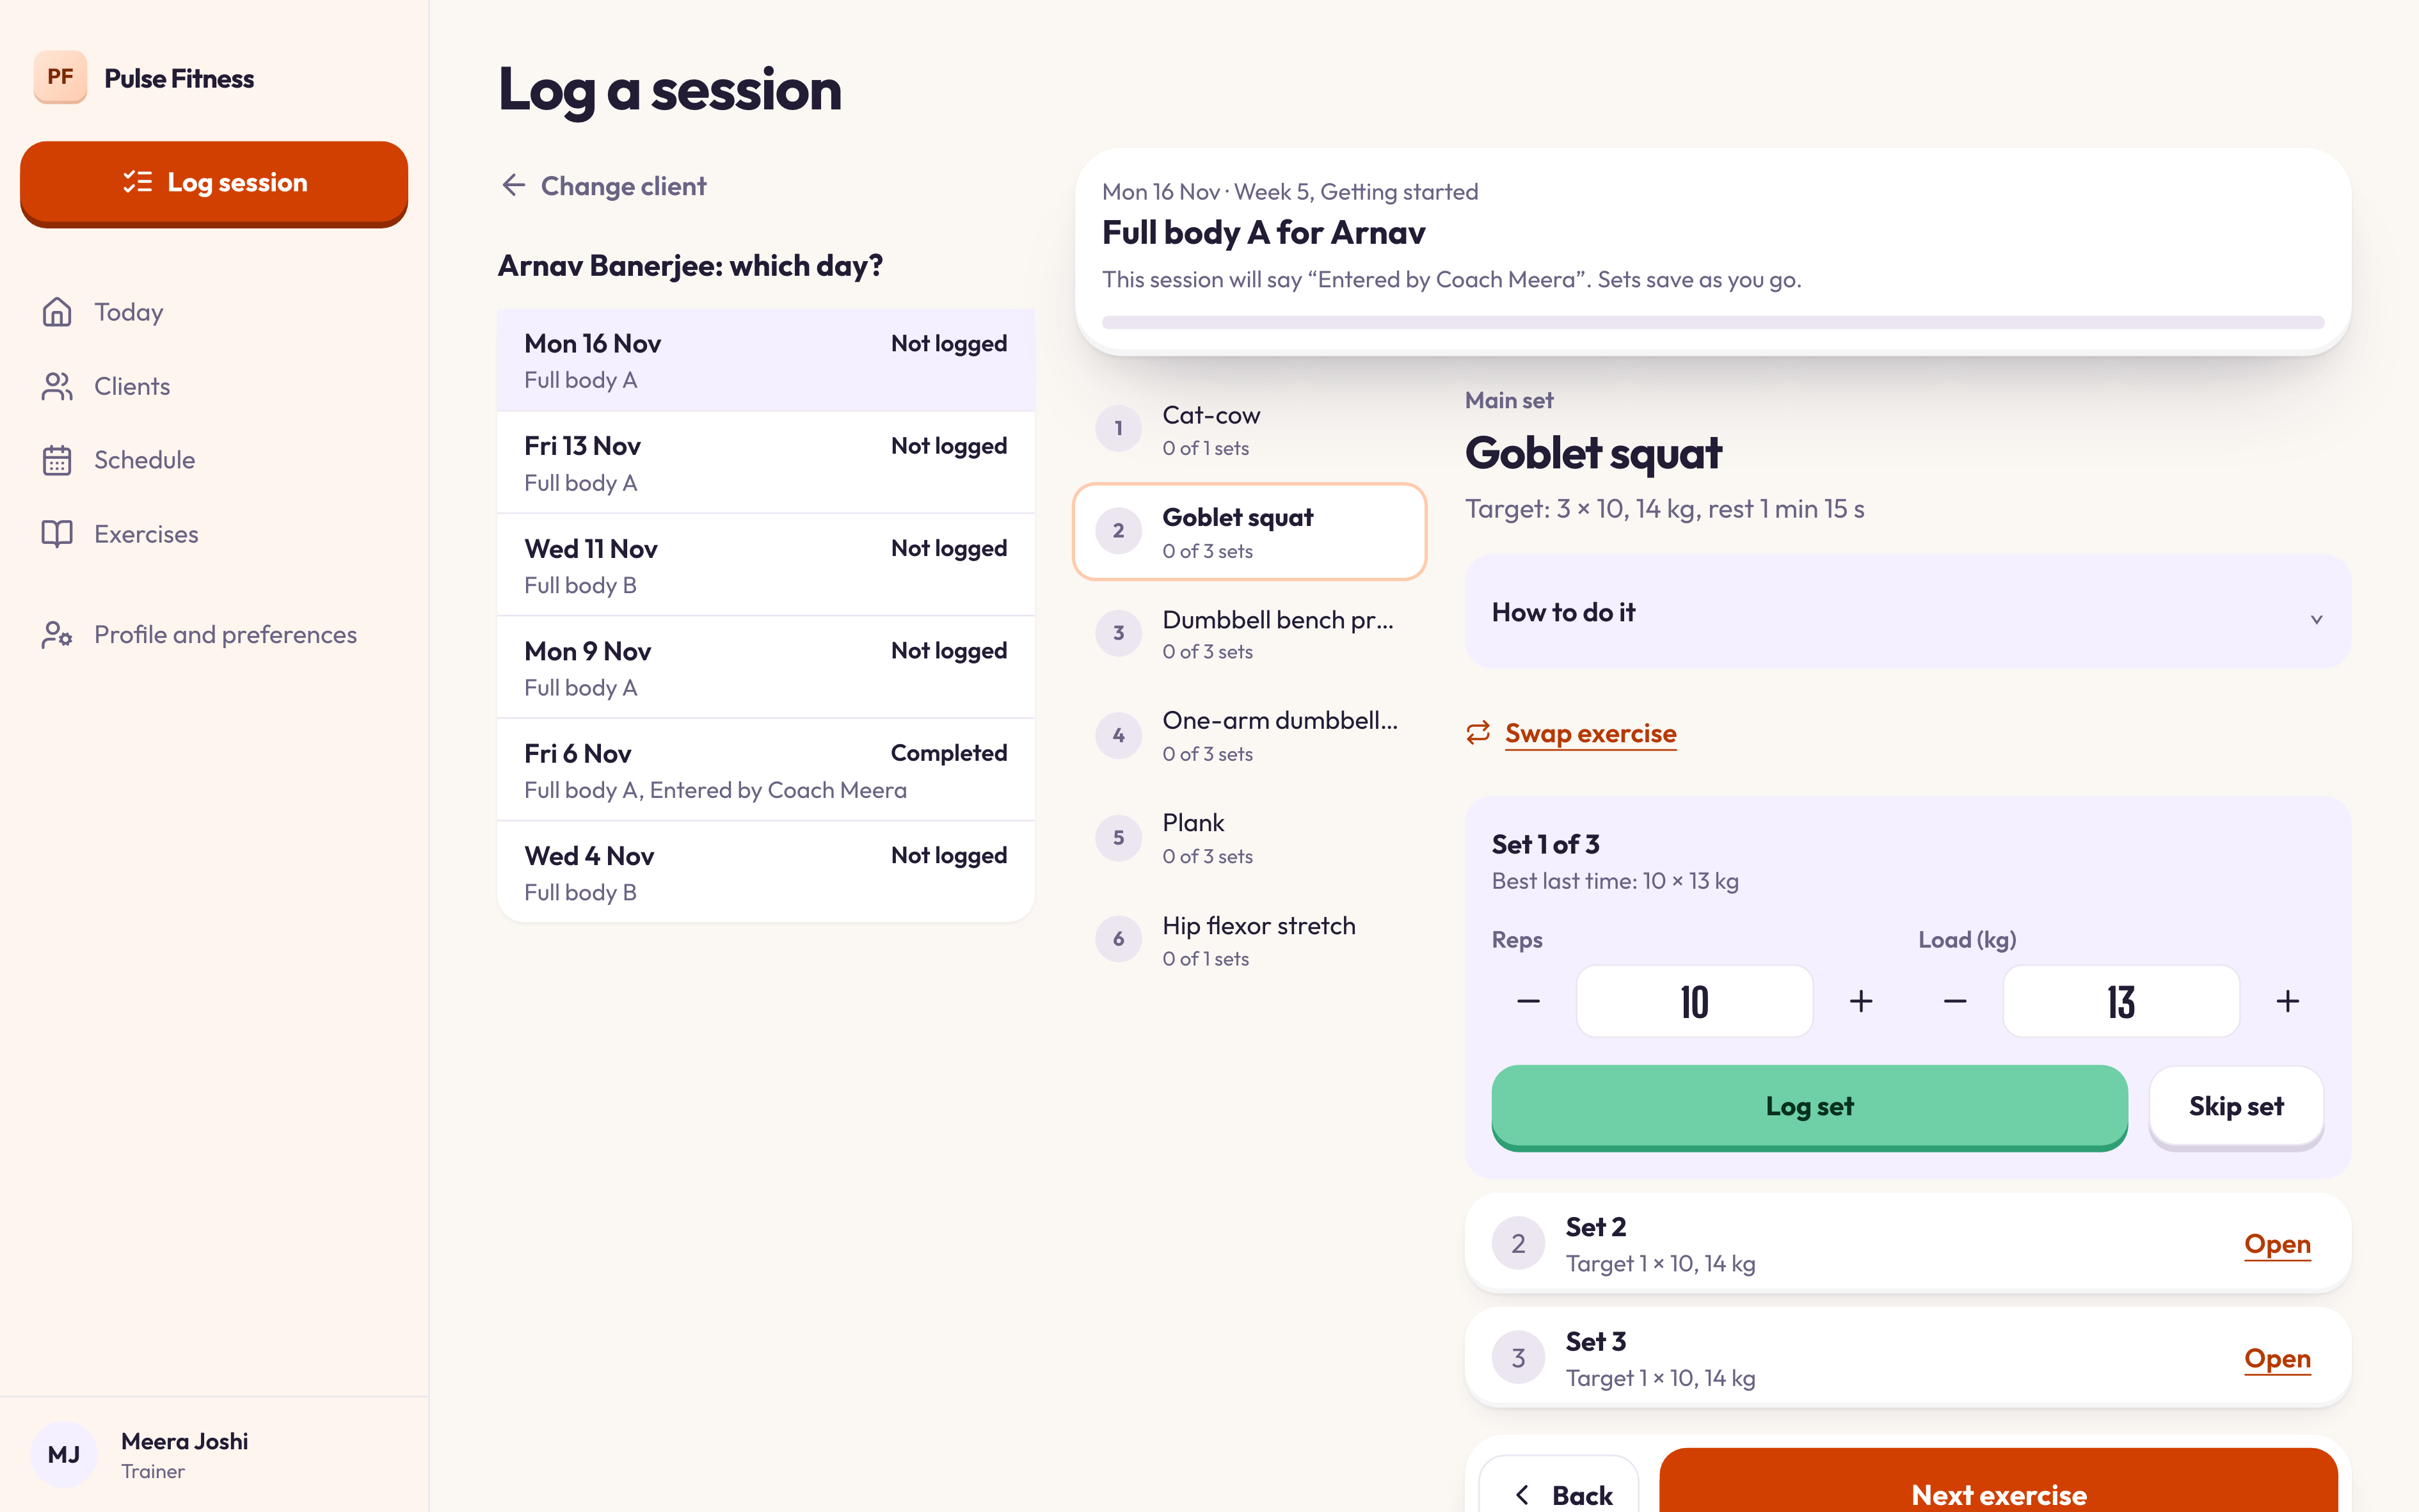 PF
Pulse Fitness
Log session
Today
Clients
Schedule
Exercises
Profile and preferences
MJ
Meera Joshi
Trainer
Log a session
Change client
Arnav Banerjee: which day?
Mon 16 Nov
Not logged
Full body A
Fri 13 Nov
Not logged
Full body A
Wed 11 Nov
Not logged
Full body B
Mon 9 Nov
Not logged
Full body A
Fri 6 Nov
Completed
Full body A, Entered by Coach Meera
Wed 4 Nov
Not logged
Full body B
Mon 16 Nov · Week 5, Getting started
Full body A for Arnav
This session will say “Entered by Coach Meera”. Sets save as you go.
1
Cat-cow
0 of 1 sets
2
Goblet squat
0 of 3 sets
3
Dumbbell bench pr...
0 of 3 sets
4
One-arm dumbbell...
0 of 3 sets
5
Plank
0 of 3 sets
6
Hip flexor stretch
0 of 1 sets
Main set
Goblet squat
Target: 3 × 10, 14 kg, rest 1 min 15 s
How to do it
Swap exercise
Set 1 of 3
Best last time: 10 × 13 kg
Reps
Load (kg)
10
13
Log set
Skip set
2
Set 2
Target 1 × 10, 14 kg
Open
3
Set 3
Target 1 × 10, 14 kg
Open
Back
Next exercise